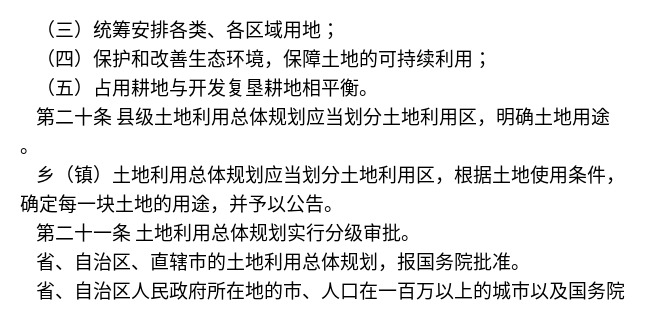 （三）统筹安排各类、各区域用地；
（四）保护和改善生态环境，保障土地的可持续利用；
（五）占用耕地与开发复垦耕地相平衡。
第二十条 县级土地利用总体规划应当划分土地利用区，明确土地用途
。
乡（镇）土地利用总体规划应当划分土地利用区，根据土地使用条件，
确定每一块土地的用途，并予以公告。
第二十一条 土地利用总体规划实行分级审批。
省、自治区、直辖市的土地利用总体规划，报国务院批准。
省、自治区人民政府所在地的市、人口在一百万以上的城市以及国务院